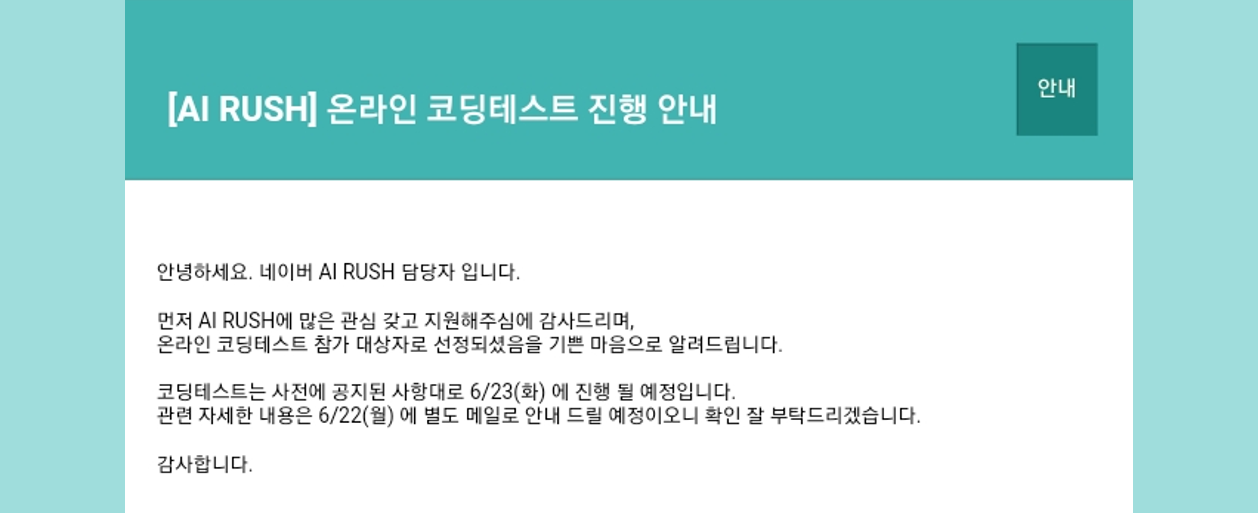 [AI RUSH] 온라인 코딩테스트 진행 안내
안내
안녕하세요. 네이버 AI RUSH 담당자 입니다.
먼저 AI RUSH에 많은 관심 갖고 지원해주심에 감사드리며,
온라인 코딩테스트 참가 대상자로 선정되셨음을 기쁜 마음으로 알려드립니다.
코딩테스트는 사전에 공지된 사항대로 6/23(화) 에 진행 될 예정입니다.
관련 자세한 내용은 6/22(월) 에 별도 메일로 안내 드릴 예정이오니 확인 잘 부탁드리겠습니다.
감사합니다.